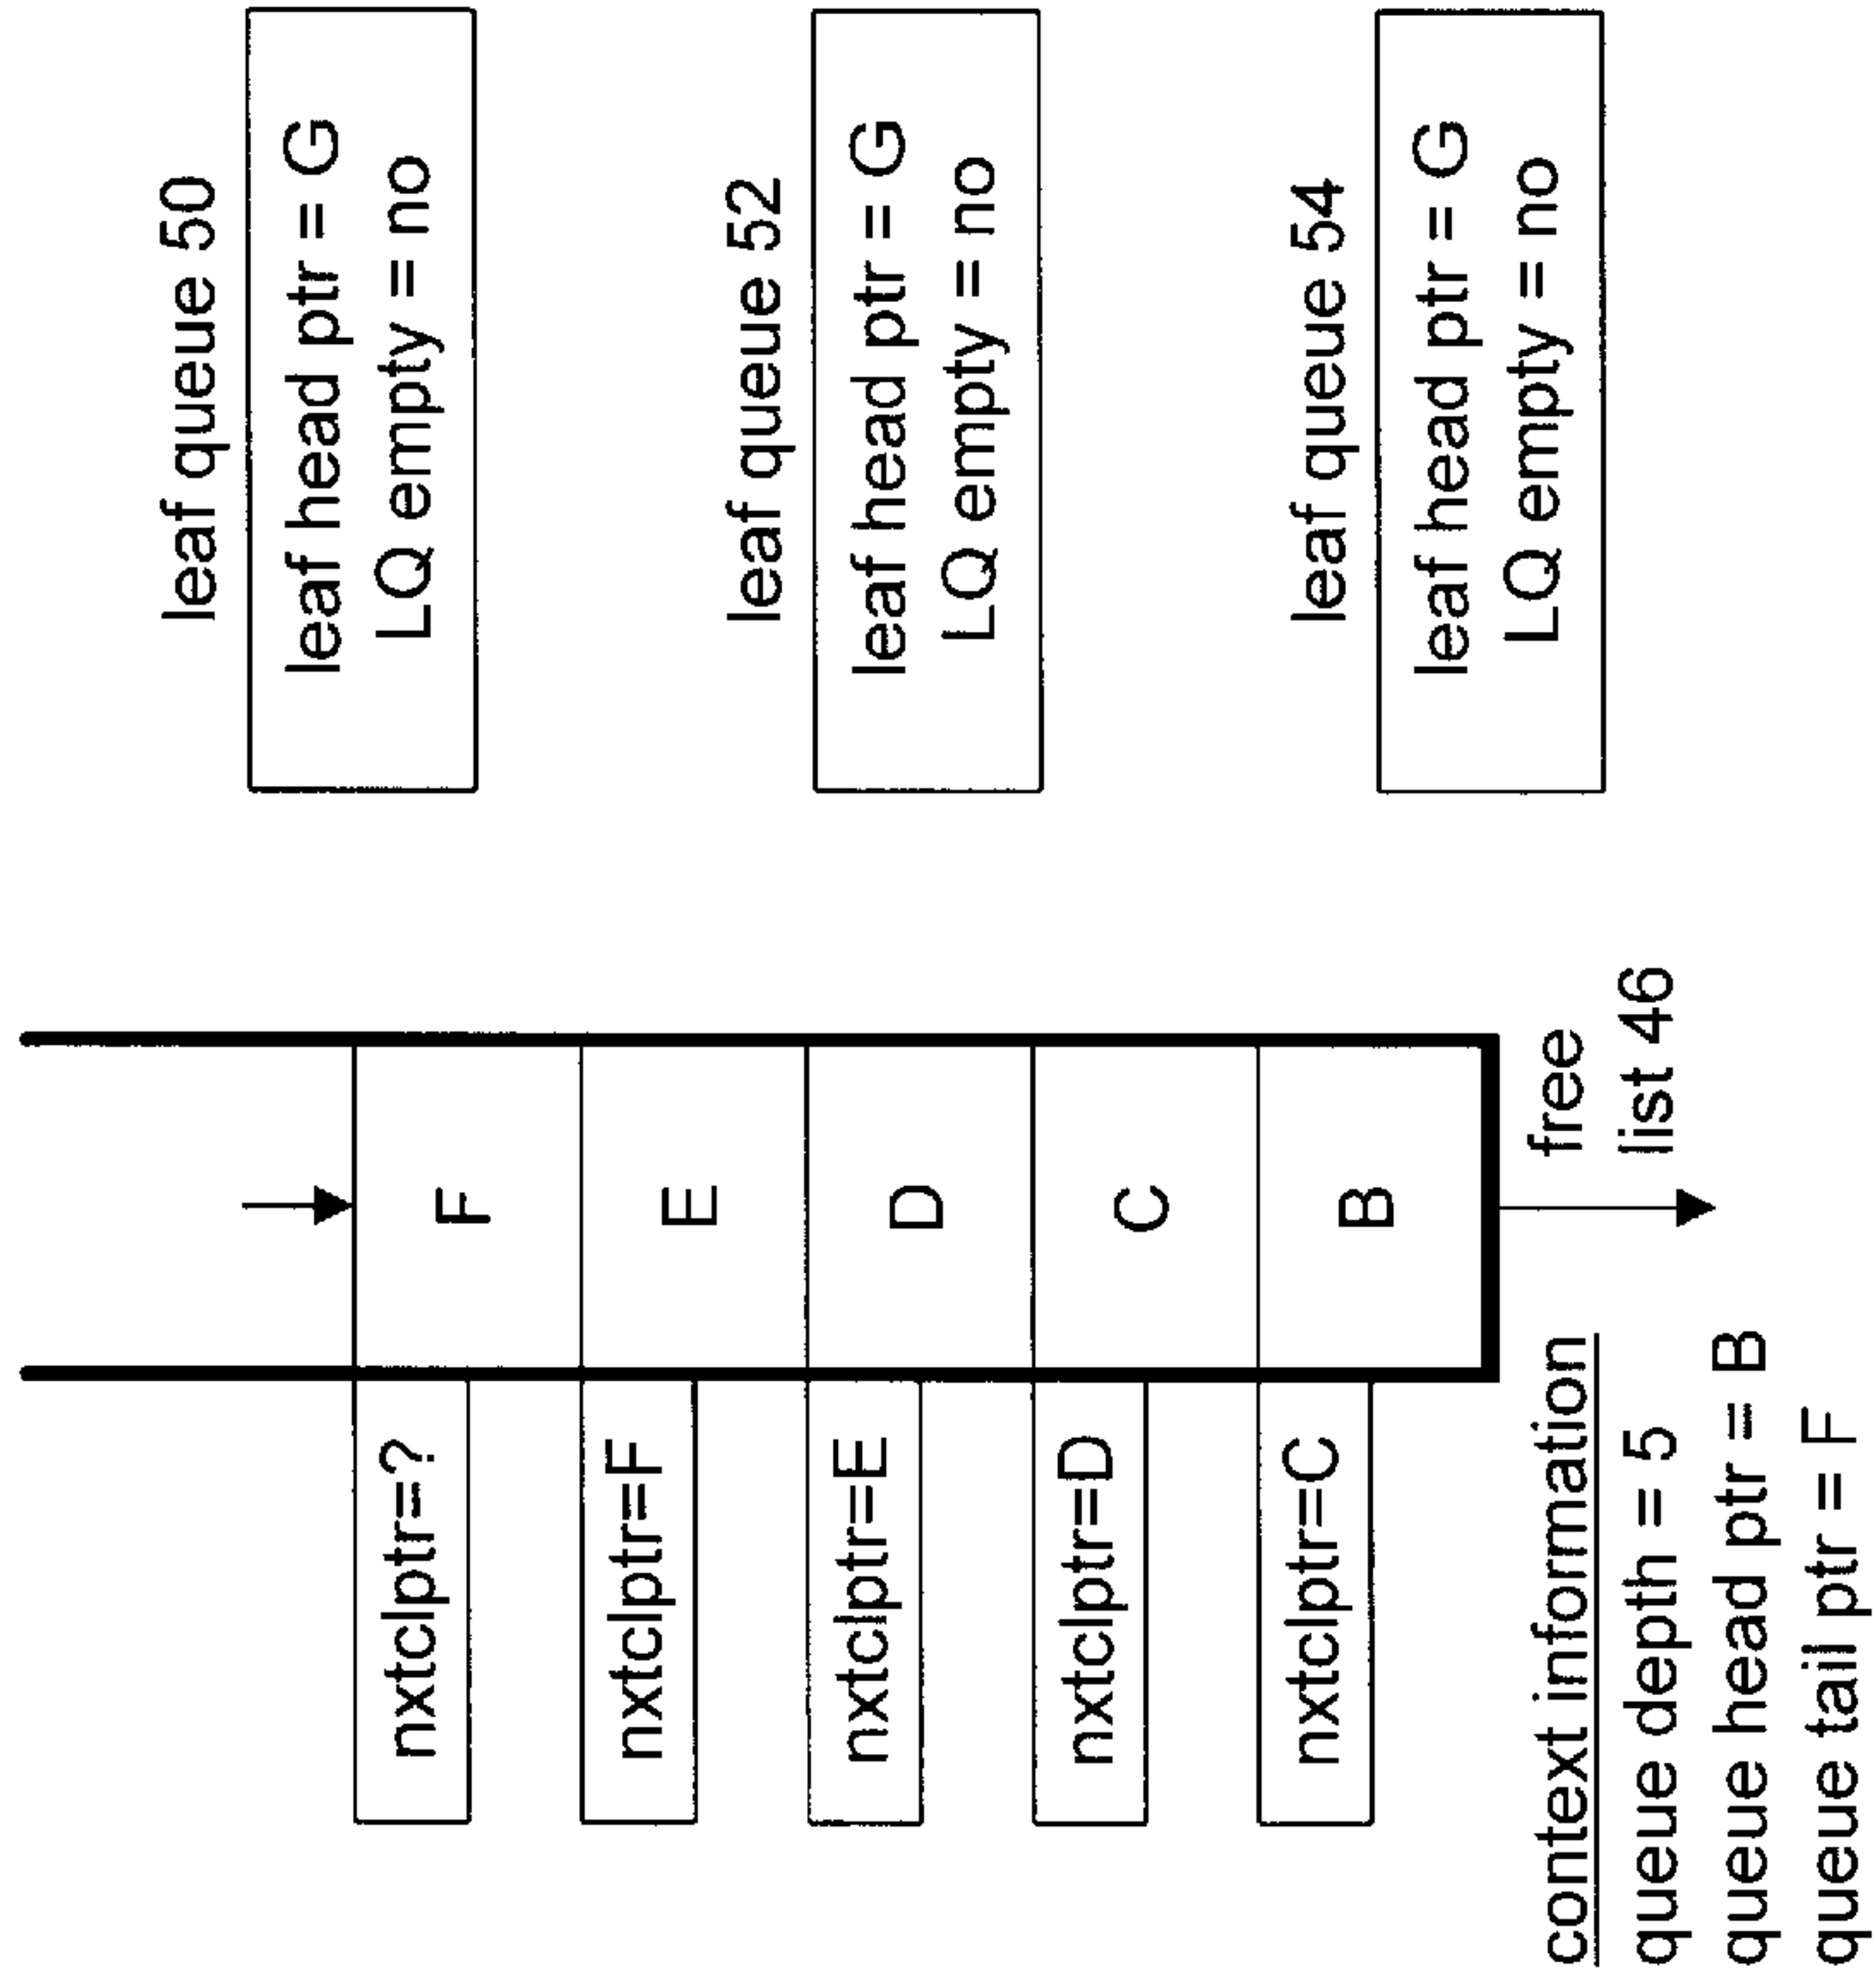 leaf queue 50
leaf head ptr = G
LQ empty = no
leaf queue 52
leaf head ptr = G
LQ empty = no
leaf queue 54
leaf head ptr = G
LQ empty = no
nxtclptr=?
F
nxtclptr=F
E
nxtclptr=E
D
nxtclptr=D
C
nxtclptr=C
B
free
list 46
context information
queue depth = 5
queue head ptr = B
queue tail ptr = F